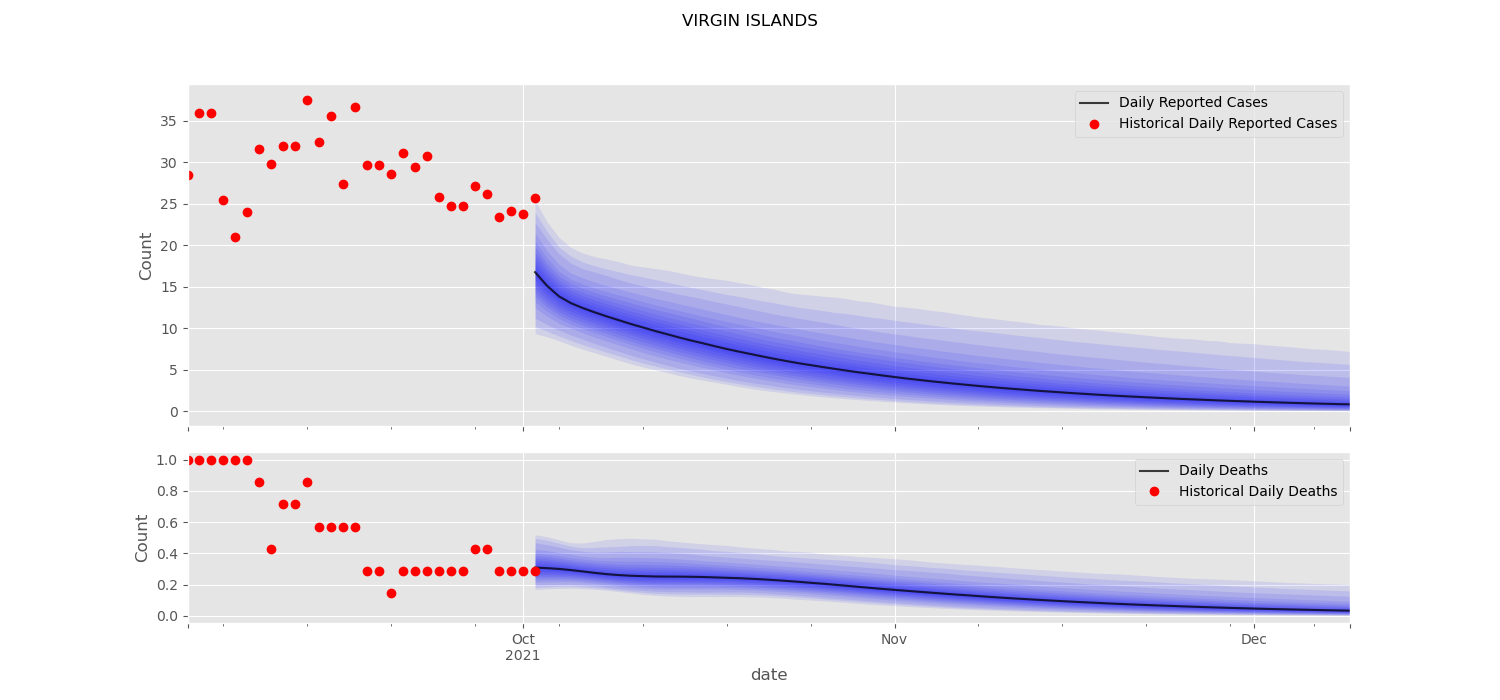 VIRGIN ISLANDS
Daily Reported Cases
Historical Daily Reported Cases
Count
35
30
25
20
15
10
5
0
Daily Deaths
Historical Daily Deaths
Count
1.0
0.8
0.6
0.4
0.2
0.0
Oct
2021
Nov
Dec
date